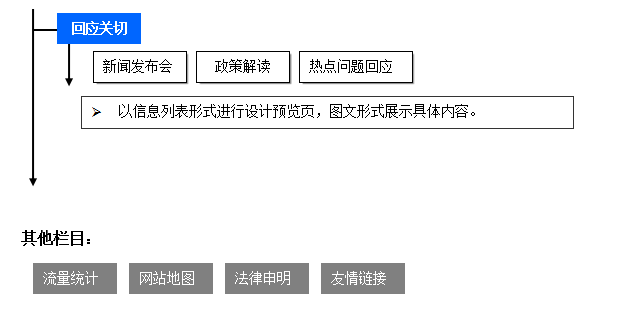 回应关切
新闻发布会 政策解读 热点问题回应
➢ 以信息列表形式进行设计预览页，图文形式展示具体内容。
其他栏目：
流量统计 网站地图 法律申明 友情链接